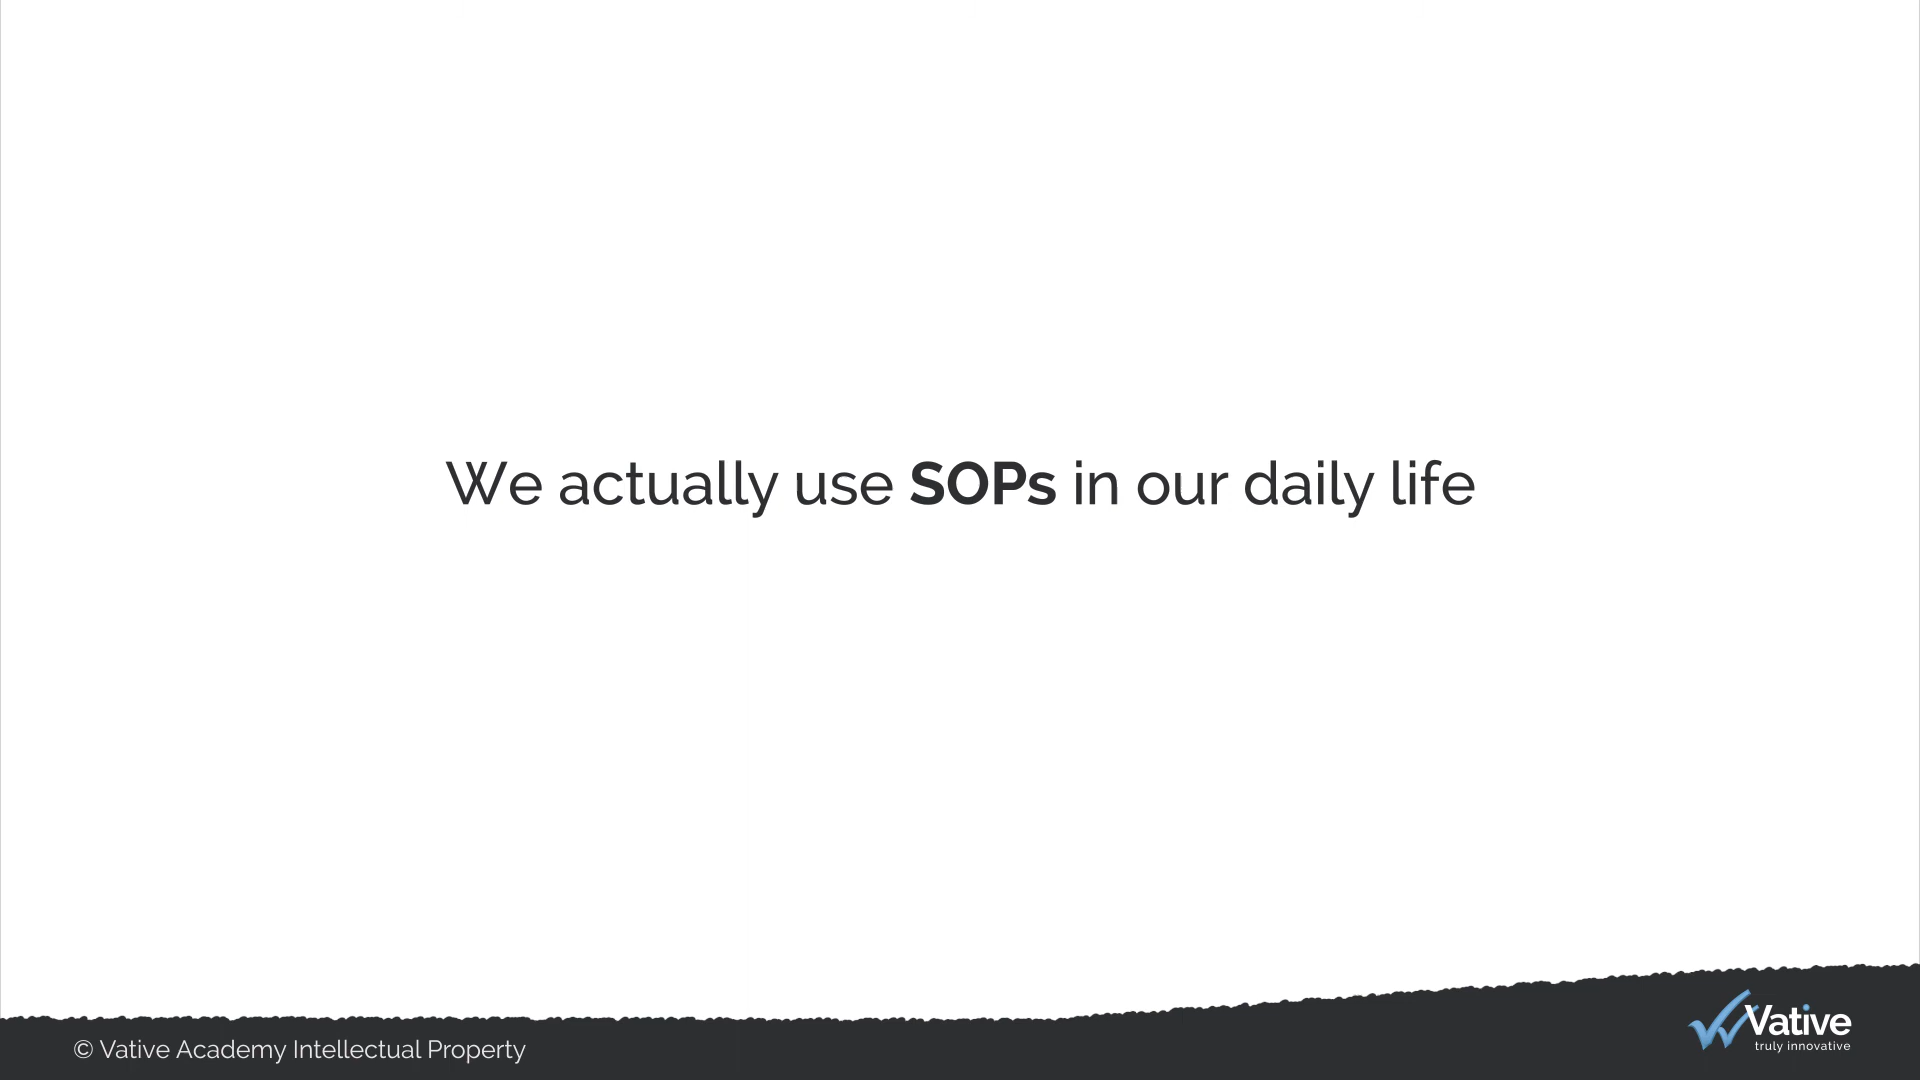 We actually use SOPs in our daily life
© Vative Academy Intellectual Property
Vative
truly innovative